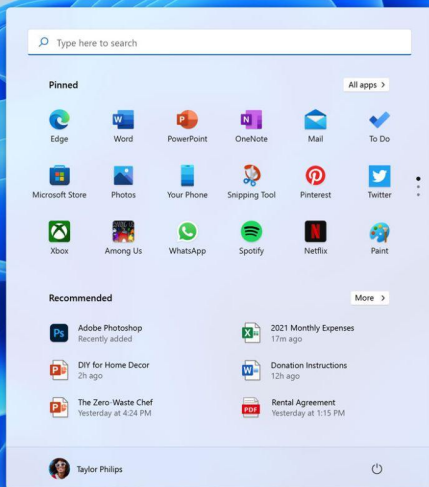 Type here to search
Pinned
All apps >
Edge
Word
PowerPoint
OneNote
Mail
To Do
Microsoft Store
Photos
Your Phone
Snipping Tool
Pinterest
Twitter
Xbox
Among Us
WhatsApp
Spotify
Netflix
Paint
Recommended
More >
Ps
Adobe Photoshop
Recently added
2021 Monthly Expenses
17m ago
DIY for Home Decor
2h ago
Donation Instructions
12h ago
The Zero-Waste Chef
Yesterday at 4:24 PM
PDF
Rental Agreement
Yesterday at 1:15 PM
Taylor Philips